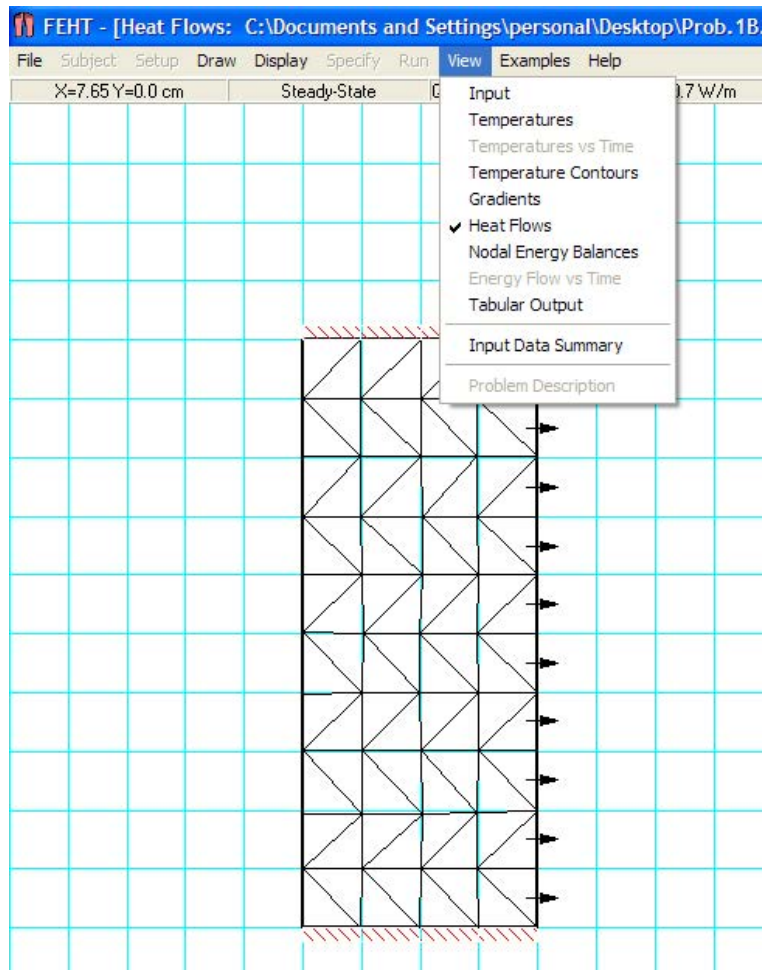 FEHT - [Heat Flows: C:\Documents and Settings\personal\Desktop\Prob.1B.
File Subject Setup Draw Display Specify Run View Examples Help
X=7.65 Y=0.0 cm Steady-State 0.7 W/m
Input
Temperatures
Temperatures vs Time
Temperature Contours
Gradients
Heat Flows
Nodal Energy Balances
Energy Flow vs Time
Tabular Output
Input Data Summary
Problem Description